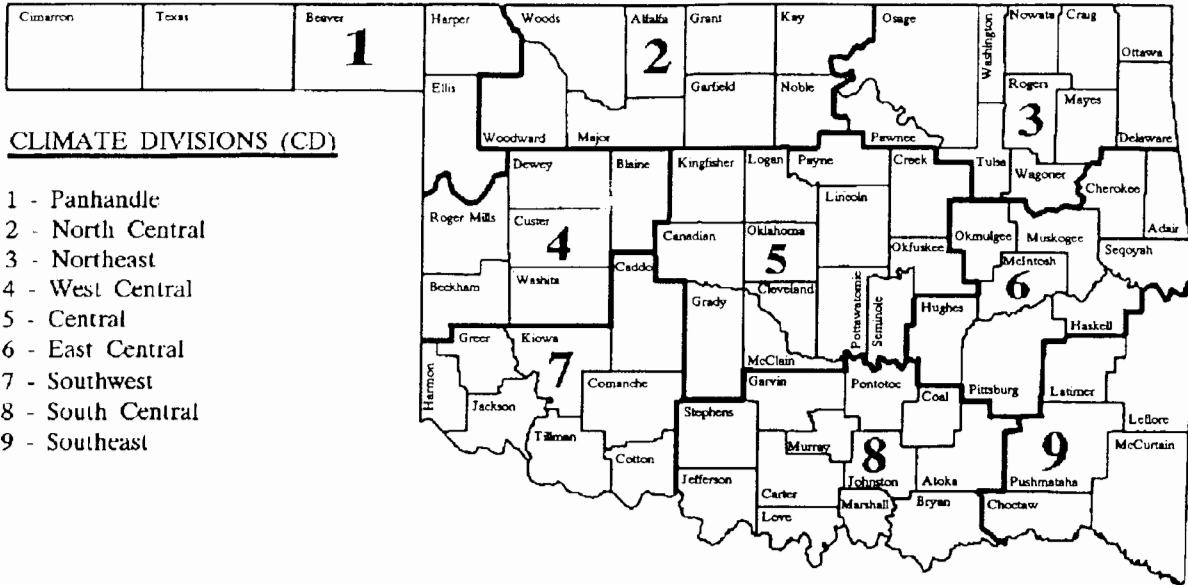 Cimarron
Texas
Beaver
Harper
Woods
Alfalfa
Grant
Kay
Osage
Washington
Nowata
Craig
Ottawa
1
2
Ellis
Garfield
Noble
Rogers
Mayes
3
Woodward
Major
Pawnee
Delaware
CLIMATE DIVISIONS (CD)
1 - Panhandle
2 - North Central
3 - Northeast
4 - West Central
5 - Central
6 - East Central
7 - Southwest
8 - South Central
9 - Southeast
Dewey
Blaine
Kingfisher
Logan
Payne
Creek
Tulsa
Wagoner
Cherokee
Lincoln
Roger Mills
Custer
4
Canadian
Oklahoma
5
Okfuskee
Okmulgee
Muskogee
Adair
Sequoyah
McIntosh
6
Beckham
Washita
Caddo
Grady
Cleveland
Pottawatomie
Seminole
Hughes
Haskell
Greer
Kiowa
7
McClain
Harmon
Jackson
Comanche
Garvin
Pontotoc
Coal
Pittsburg
Latimer
Leflore
Stephens
Tillman
Cotton
Murray
8
9
McCurtain
Jefferson
Johnston
Atoka
Pushmataha
Carter
Marshall
Bryan
Choctaw
Love